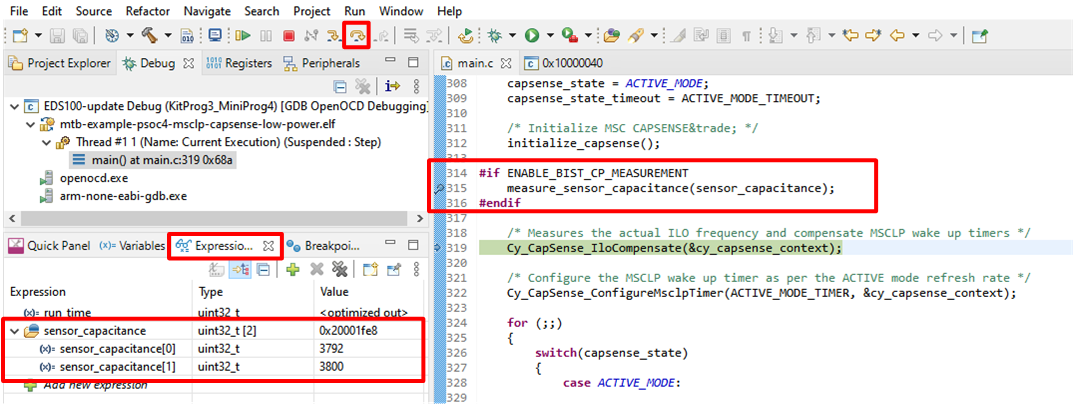 File Edit Source Refactor Navigate Search Project Run Window Help
Project Explorer Debug Registers Peripherals
EDS100-update Debug (KitProg3_MiniProg4) [GDB OpenOCD Debugging]
mtb-example-psoc4-msclp-capsense-low-power.elf
Thread #1 1 (Name: Current Execution) (Suspended : Step)
main() at main.c:319 0x68a
openocd.exe
arm-none-eabi-gdb.exe
Quick Panel (x)= Variables Expressio... Breakpoi...
Expression Type Value
(x)= run_time uint32_t <optimized out>
sensor_capacitance uint32_t [2] 0x20001fe8
(x)= sensor_capacitance[0] uint32_t 3792
(x)= sensor_capacitance[1] uint32_t 3800
Add new expression
main.c 0x10000040
308 capsense_state = ACTIVE_MODE;
309 capsense_state_timeout = ACTIVE_MODE_TIMEOUT;
310
311 /* Initialize MSC CAPSENSE&trade; */
312 initialize_capsense();
313
314 #if ENABLE_BIST_CP_MEASUREMENT
315 measure_sensor_capacitance(sensor_capacitance);
316 #endif
317
318 /* Measures the actual ILO frequency and compensate MSCLP wake up timers */
319 Cy_CapSense_IloCompensate(&cy_capsense_context);
320
321 /* Configure the MSCLP wake up timer as per the ACTIVE mode refresh rate */
322 Cy_CapSense_ConfigureMsclpTimer(ACTIVE_MODE_TIMER, &cy_capsense_context);
323
324 for (;;)
325 {
326 switch(capsense_state)
327 {
328 case ACTIVE_MODE:
329